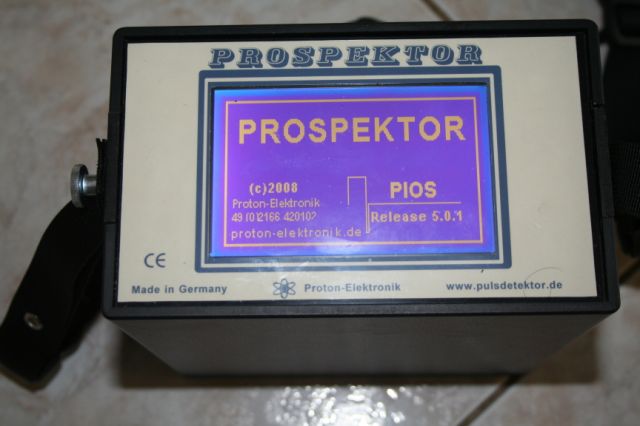 PROSPEKTOR
PROSPEKTOR
(c)2008
Proton-Elektronik
49 (0)2166 420102
proton-elektronik.de
PIOS
Release 5.0.1
CE
Made in Germany
Proton-Elektronik
www.pulsdetektor.de